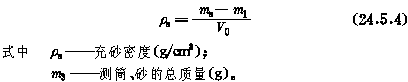 ρₛ = (mₛ − m₁) / V₀ (24.5.4)
式中 ρₛ——充砂密度(g/cm³);
m₃——测筒、砂的总质量(g)。